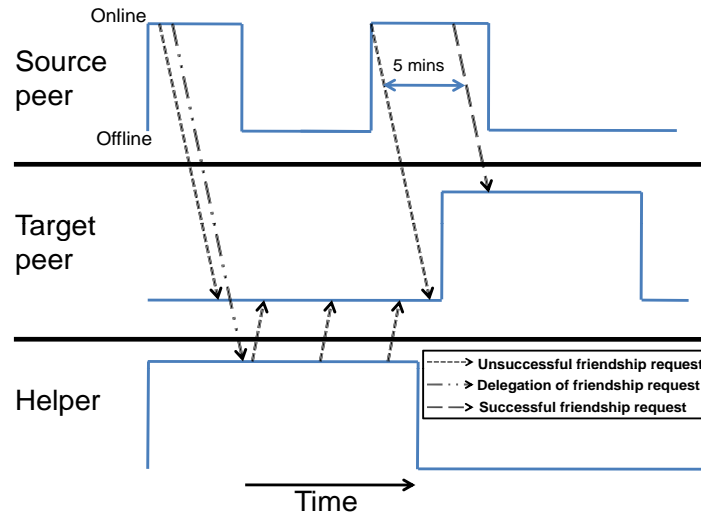 Online
Source
peer
5 mins
Offline
Target
peer
Unsuccessful friendship request
Delegation of friendship request
Successful friendship request
Helper
Time